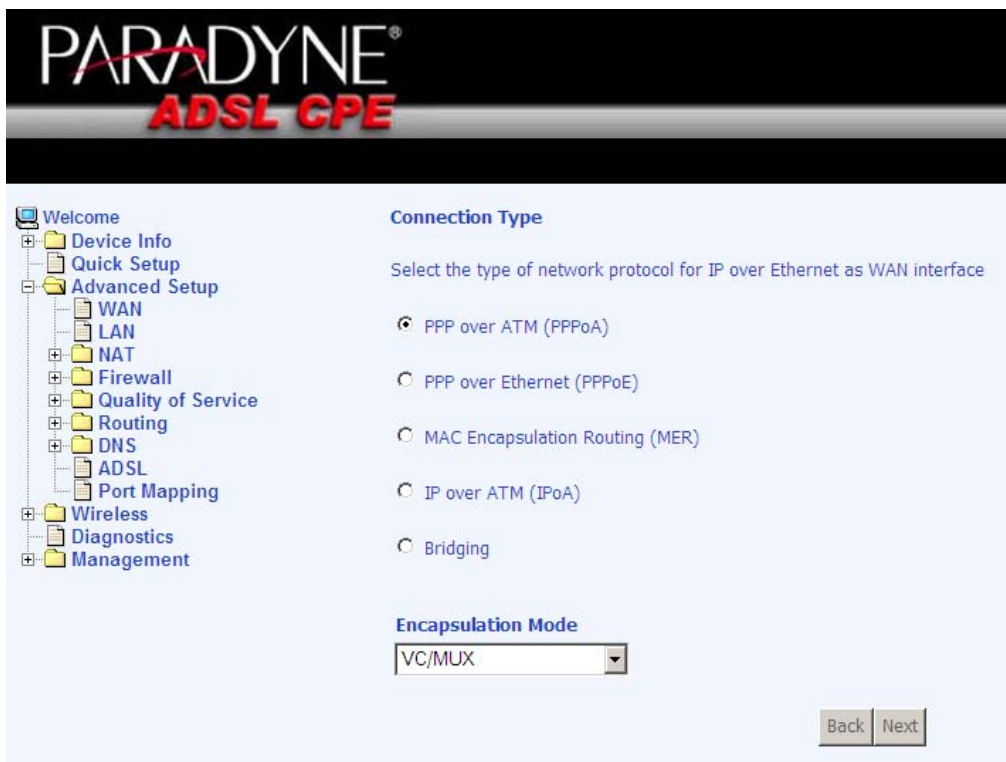 PARADYNE®
ADSL CPE
Welcome
Device Info
Quick Setup
Advanced Setup
WAN
LAN
NAT
Firewall
Quality of Service
Routing
DNS
ADSL
Port Mapping
Wireless
Diagnostics
Management
Connection Type
Select the type of network protocol for IP over Ethernet as WAN interface
PPP over ATM (PPPoA)
PPP over Ethernet (PPPoE)
MAC Encapsulation Routing (MER)
IP over ATM (IPoA)
Bridging
Encapsulation Mode
VC/MUX
Back Next